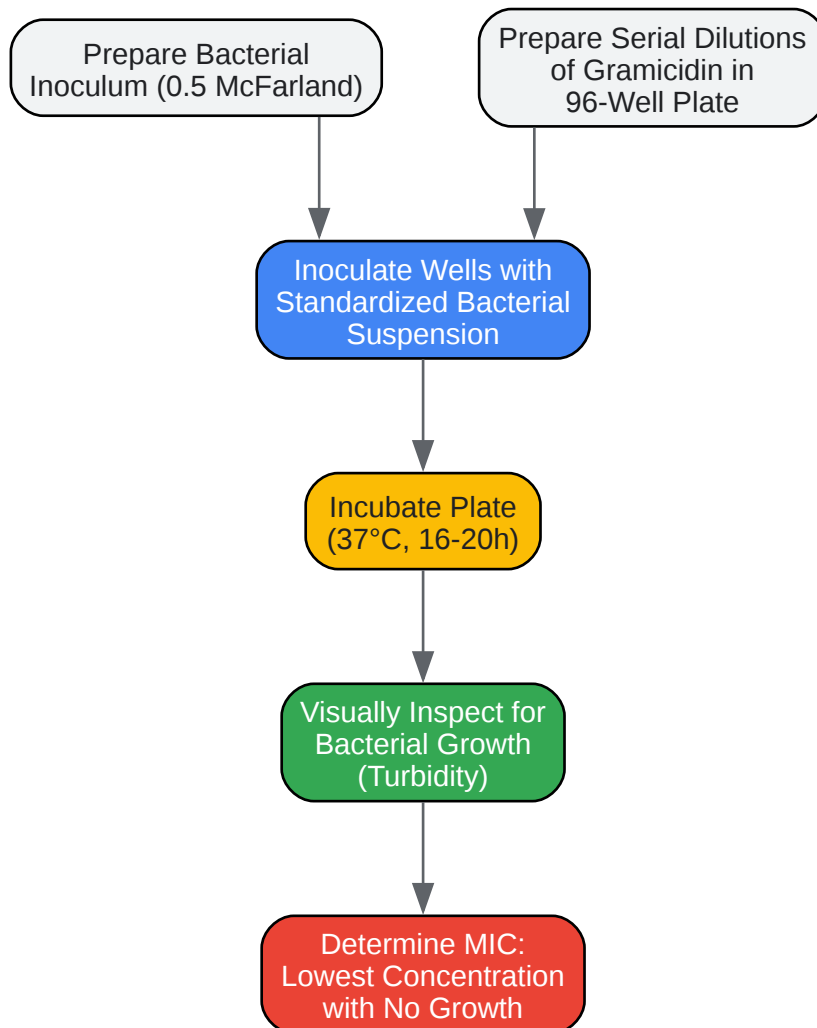 Prepare Bacterial
Inoculum (0.5 McFarland)
Prepare Serial Dilutions
of Gramicidin in
96-Well Plate
Inoculate Wells with
Standardized Bacterial
Suspension
Incubate Plate
(37°C, 16-20h)
Visually Inspect for
Bacterial Growth
(Turbidity)
Determine MIC:
Lowest Concentration
with No Growth